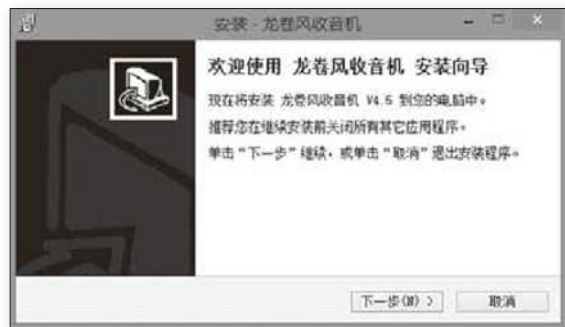 安装 - 龙卷风收音机
欢迎使用 龙卷风收音机 安装向导
现在将安装 龙卷风收音机 V4.5 到您的电脑中。
推荐您在继续安装前关闭所有其它应用程序。
单击“下一步”继续，或单击“取消”退出安装程序。
下一步(N) >
取消